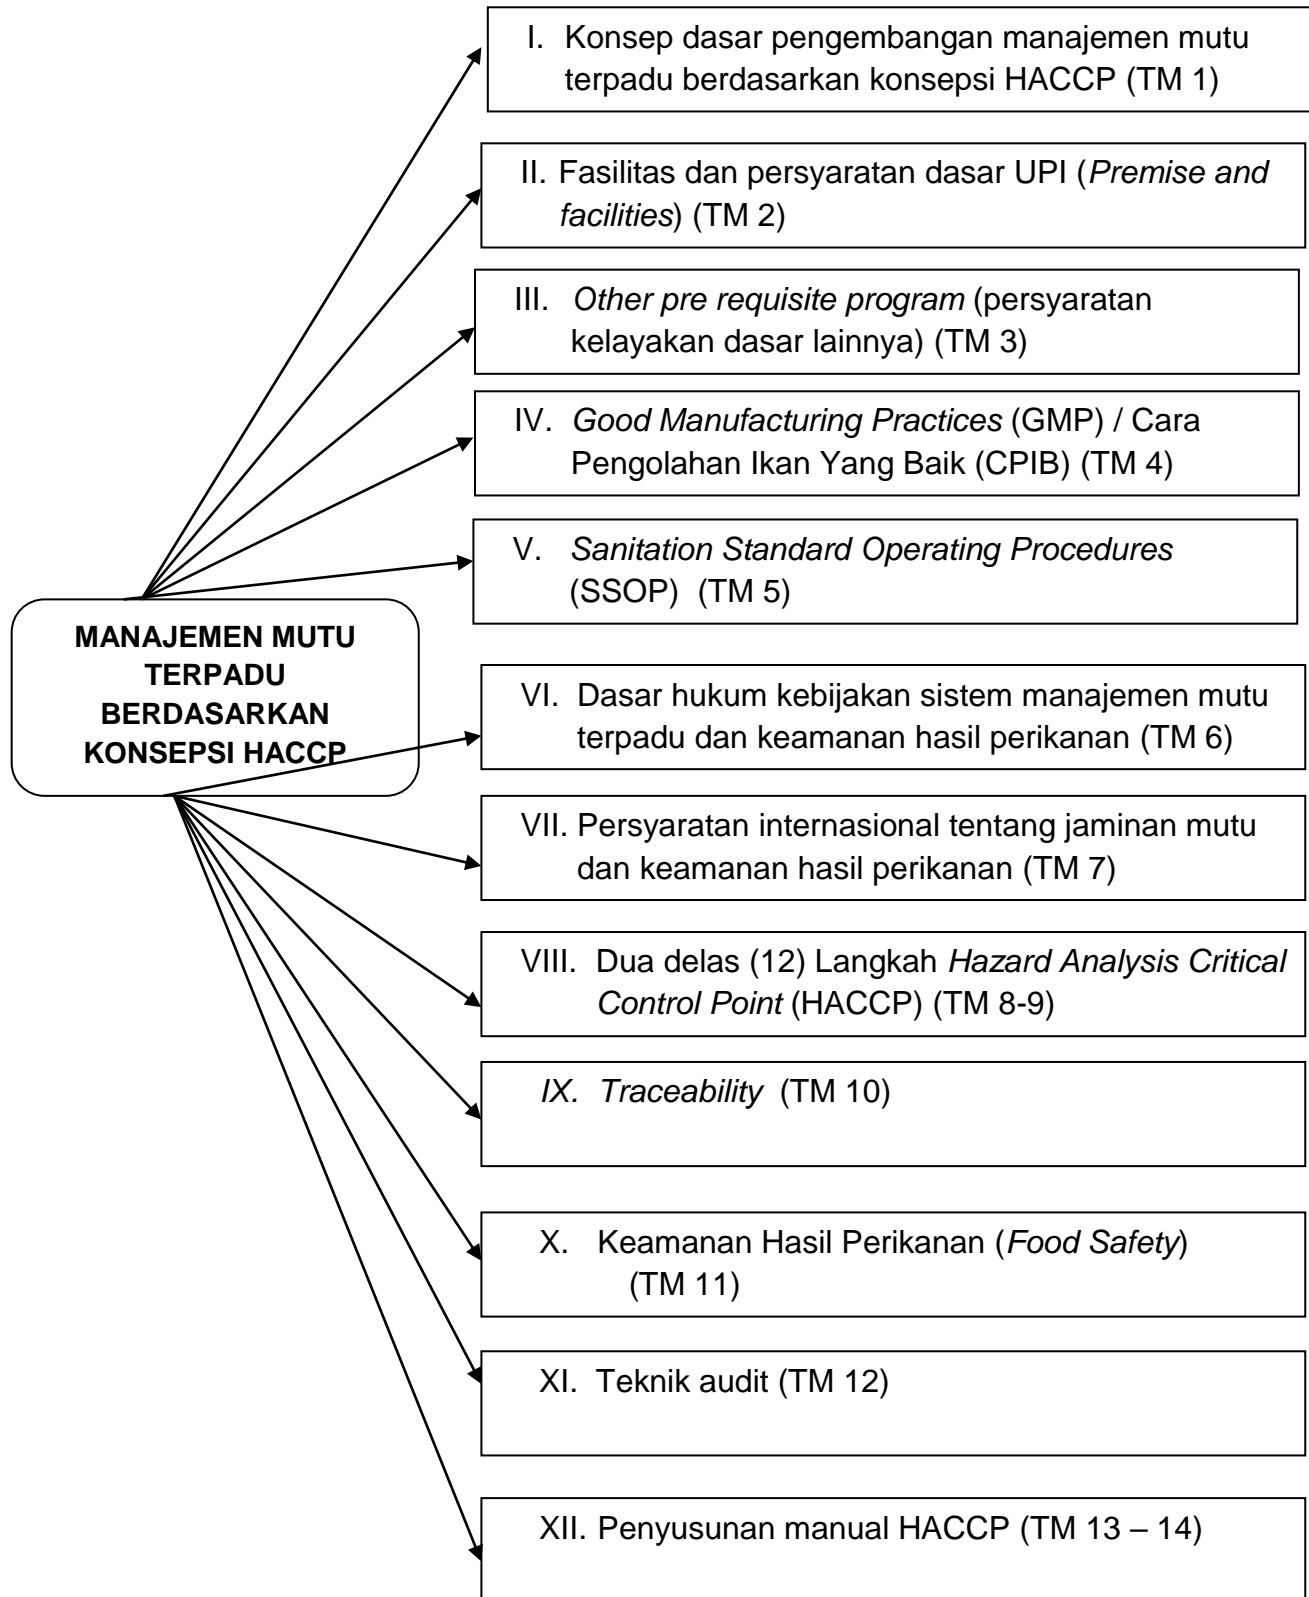 I. Konsep dasar pengembangan manajemen mutu
terpadu berdasarkan konsepsi HACCP (TM 1)
II. Fasilitas dan persyaratan dasar UPI (Premise and
facilities) (TM 2)
III. Other pre requisite program (persyaratan
kelayakan dasar lainnya) (TM 3)
IV. Good Manufacturing Practices (GMP) / Cara
Pengolahan Ikan Yang Baik (CPIB) (TM 4)
V. Sanitation Standard Operating Procedures
(SSOP) (TM 5)
MANAJEMEN MUTU
TERPADU
BERDASARKAN
KONSEPSI HACCP
VI. Dasar hukum kebijakan sistem manajemen mutu
terpadu dan keamanan hasil perikanan (TM 6)
VII. Persyaratan internasional tentang jaminan mutu
dan keamanan hasil perikanan (TM 7)
VIII. Dua delas (12) Langkah Hazard Analysis Critical
Control Point (HACCP) (TM 8-9)
IX. Traceability (TM 10)
X. Keamanan Hasil Perikanan (Food Safety)
(TM 11)
XI. Teknik audit (TM 12)
XII. Penyusunan manual HACCP (TM 13 – 14)